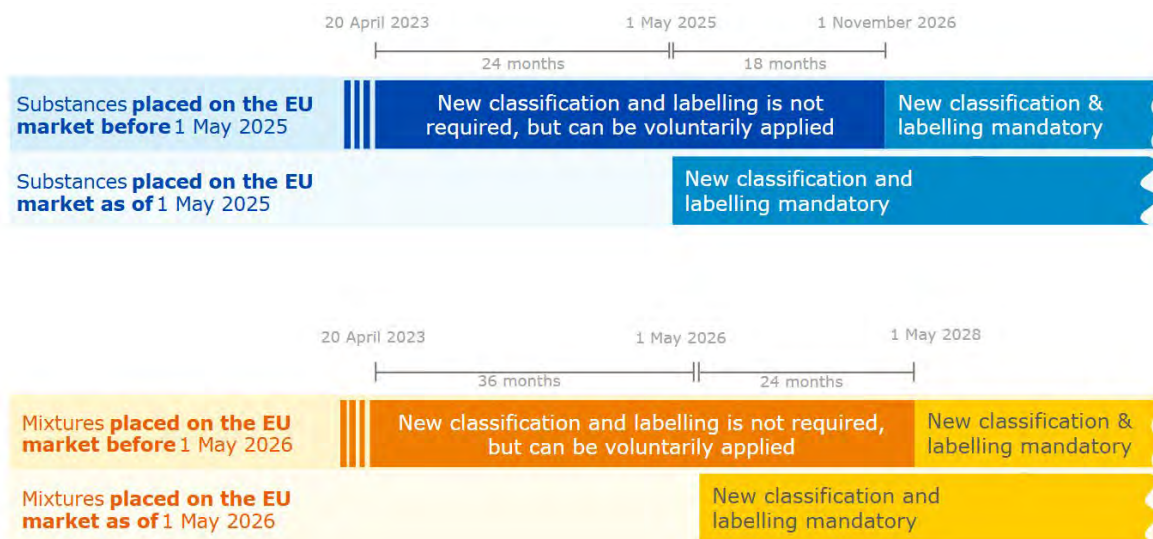 20 April 2023
1 May 2025
1 November 2026
24 months
18 months
Substances placed on the EU
market before 1 May 2025
New classification and labelling is not
required, but can be voluntarily applied
New classification &
labelling mandatory
Substances placed on the EU
market as of 1 May 2025
New classification and
labelling mandatory
20 April 2023
1 May 2026
1 May 2028
36 months
24 months
Mixtures placed on the EU
market before 1 May 2026
New classification and labelling is not required,
but can be voluntarily applied
New classification &
labelling mandatory
Mixtures placed on the EU
market as of 1 May 2026
New classification and
labelling mandatory